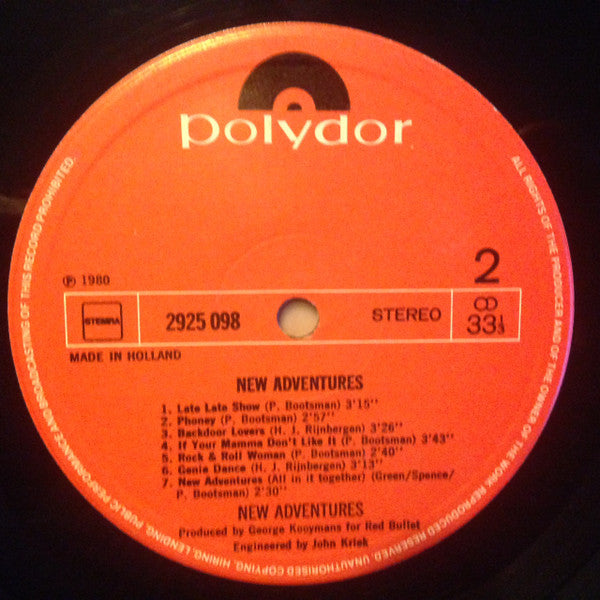 polydor
2
℗ 1980
STEMRA
2925 098
STEREO
33⅓
MADE IN HOLLAND
NEW ADVENTURES
1. Late Late Show (P. Bootsman) 3'15''
2. Phoney (P. Bootsman) 2'57''
3. Backdoor Lovers (H. J. Rijnbergen) 3'26''
4. If Your Mamma Don't Like It (P. Bootsman) 3'43''
5. Rock & Roll Woman (P. Bootsman) 2'40''
6. Genie Dance (H. J. Rijnbergen) 3'13''
7. New Adventures (All in it together) (Green/Spence/
P. Bootsman) 2'30''
NEW ADVENTURES
Produced by George Kooymans for Red Bullet
Engineered by John Kriek
ALL RIGHTS OF THE PRODUCER AND OF THE OWNER OF THE WORK REPRODUCED RESERVED. UNAUTHORISED COPYING, HIRING, LENDING, PUBLIC PERFORMANCE AND BROADCASTING OF THIS RECORD PROHIBITED.